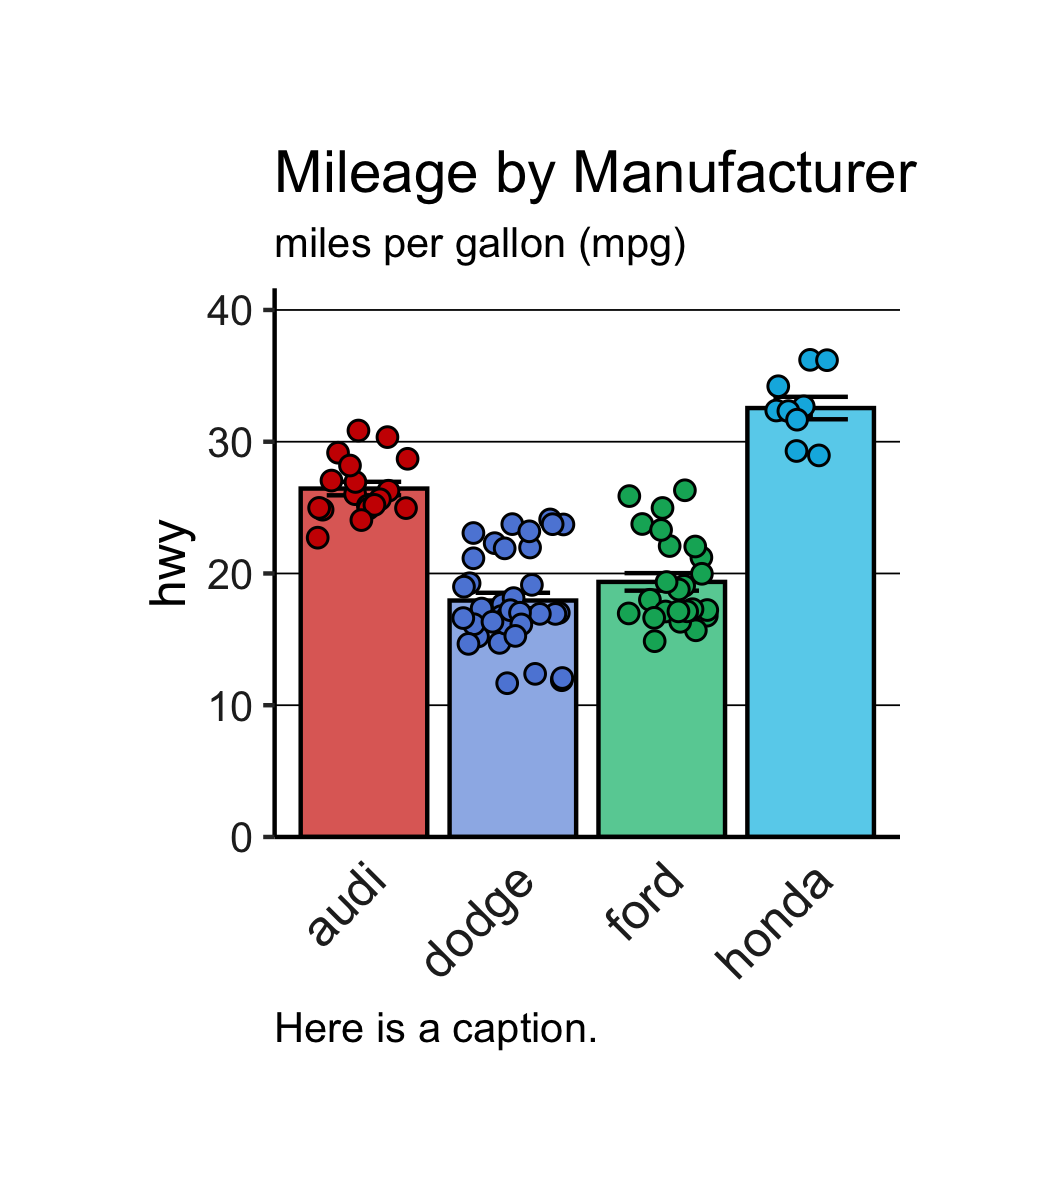 Mileage by Manufacturer
miles per gallon (mpg)
40
30
20
10
0
hwy
audi
dodge
ford
honda
Here is a caption.